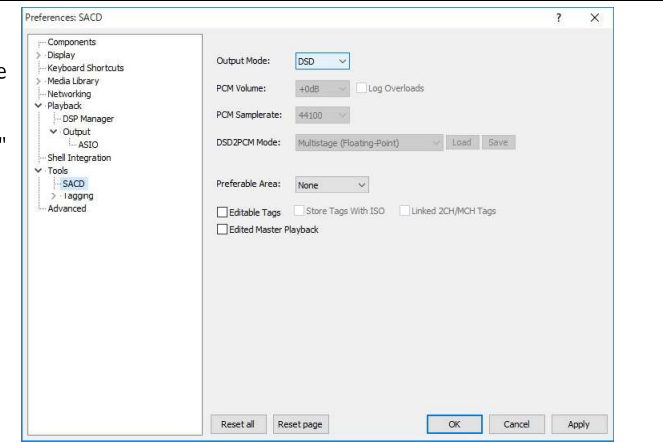 Preferences: SACD
e
"
Components
Display
Keyboard Shortcuts
Media Library
Networking
Playback
DSP Manager
Output
ASIO
Shell Integration
Tools
SACD
Tagging
Advanced
Output Mode: DSD
PCM Volume: +0dB Log Overloads
PCM Samplerate: 44100
DSD2PCM Mode: Multistage (Floating-Point) Load Save
Preferable Area: None
Editable Tags Store Tags With ISO Linked 2CH/MCH Tags
Edited Master Playback
Reset all Reset page OK Cancel Apply